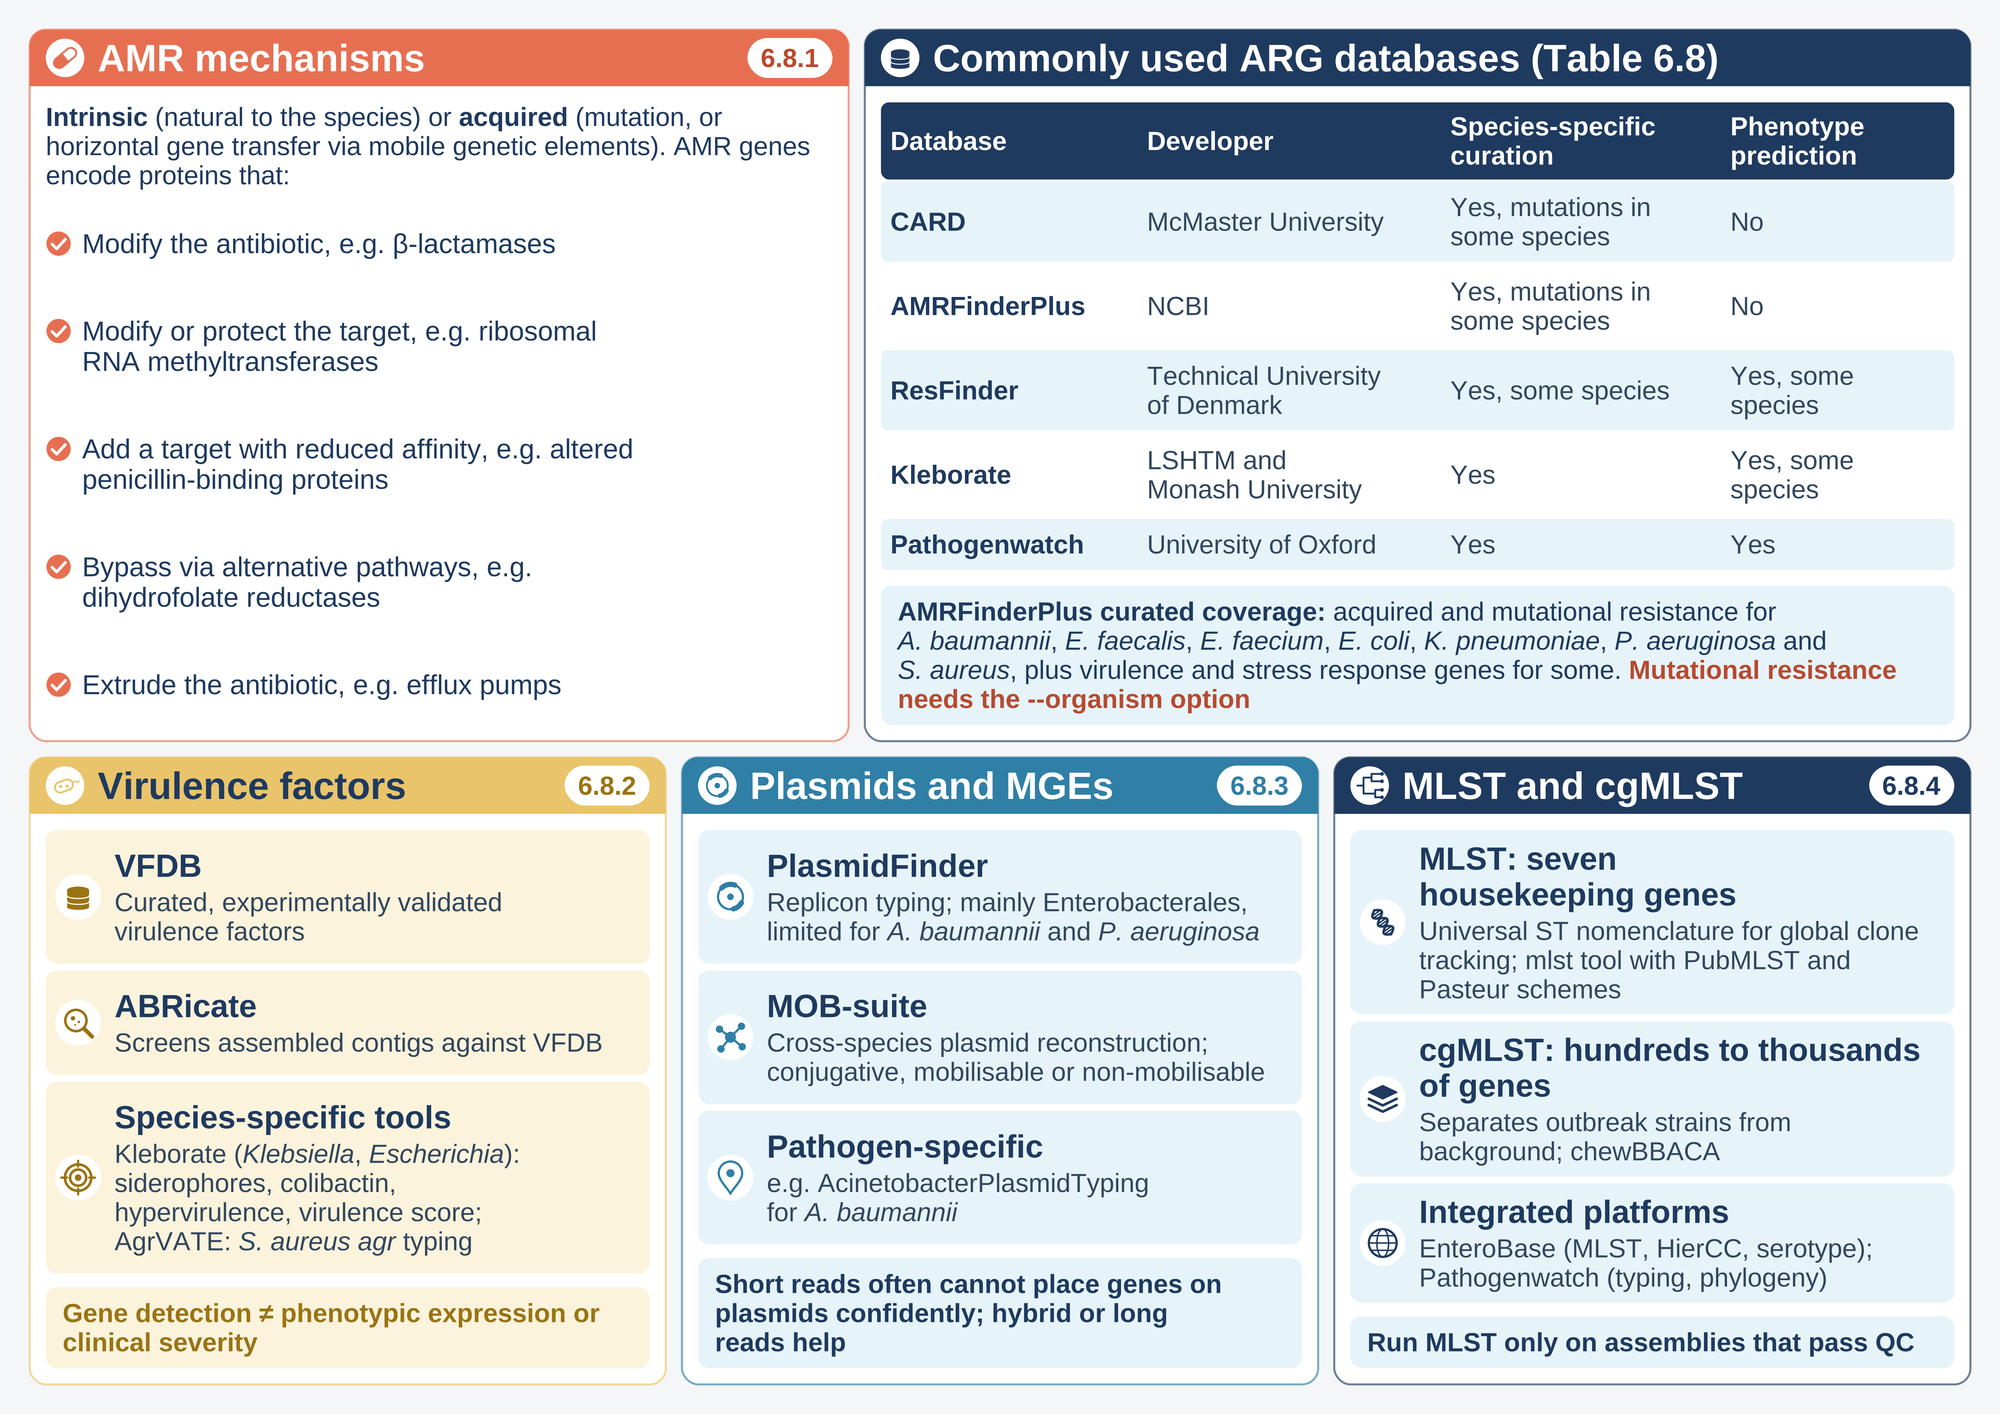 AMR mechanisms
6.8.1
Intrinsic (natural to the species) or acquired (mutation, or
horizontal gene transfer via mobile genetic elements). AMR genes
encode proteins that:
Modify the antibiotic, e.g. β-lactamases
Modify or protect the target, e.g. ribosomal
RNA methyltransferases
Add a target with reduced affinity, e.g. altered
penicillin-binding proteins
Bypass via alternative pathways, e.g.
dihydrofolate reductases
Extrude the antibiotic, e.g. efflux pumps
Commonly used ARG databases (Table 6.8)
Database Developer Species-specific curation Phenotype prediction
CARD McMaster University Yes, mutations in some species No
AMRFinderPlus NCBI Yes, mutations in some species No
ResFinder Technical University of Denmark Yes, some species Yes, some species
Kleborate LSHTM and Monash University Yes Yes, some species
Pathogenwatch University of Oxford Yes Yes
AMRFinderPlus curated coverage: acquired and mutational resistance for
A. baumannii, E. faecalis, E. faecium, E. coli, K. pneumoniae, P. aeruginosa and
S. aureus, plus virulence and stress response genes for some. Mutational resistance
needs the --organism option
Virulence factors
6.8.2
VFDB
Curated, experimentally validated
virulence factors
ABRicate
Screens assembled contigs against VFDB
Species-specific tools
Kleborate (Klebsiella, Escherichia):
siderophores, colibactin,
hypervirulence, virulence score;
AgrVATE: S. aureus agr typing
Gene detection ≠ phenotypic expression or
clinical severity
Plasmids and MGEs
6.8.3
PlasmidFinder
Replicon typing; mainly Enterobacterales,
limited for A. baumannii and P. aeruginosa
MOB-suite
Cross-species plasmid reconstruction;
conjugative, mobilisable or non-mobilisable
Pathogen-specific
e.g. AcinetobacterPlasmidTyping
for A. baumannii
Short reads often cannot place genes on
plasmids confidently; hybrid or long
reads help
MLST and cgMLST
6.8.4
MLST: seven
housekeeping genes
Universal ST nomenclature for global clone
tracking; mlst tool with PubMLST and
Pasteur schemes
cgMLST: hundreds to thousands
of genes
Separates outbreak strains from
background; chewBBACA
Integrated platforms
EnteroBase (MLST, HierCC, serotype);
Pathogenwatch (typing, phylogeny)
Run MLST only on assemblies that pass QC